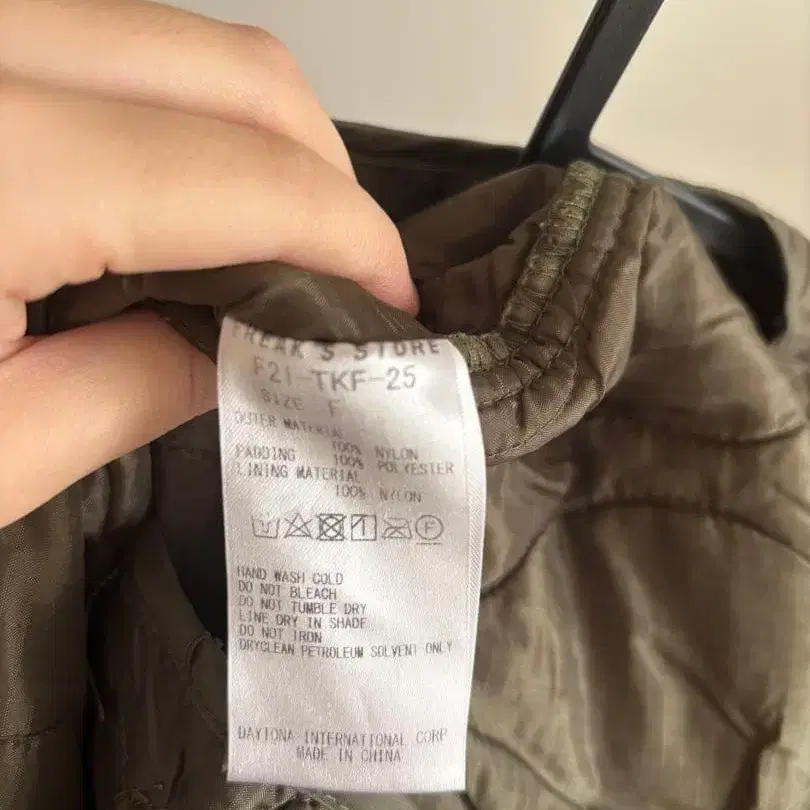 FREAK'S STORE
F21-TKF-25
SIZE F
OUTER MATERIAL
100% NYLON
PADDING 100% POLYESTER
LINING MATERIAL
100% NYLON
F
HAND WASH COLD
DO NOT BLEACH
DO NOT TUMBLE DRY
LINE DRY IN SHADE
DO NOT IRON
DRYCLEAN PETROLEUM SOLVENT ONLY
DAYTONA INTERNATIONAL CORP
MADE IN CHINA